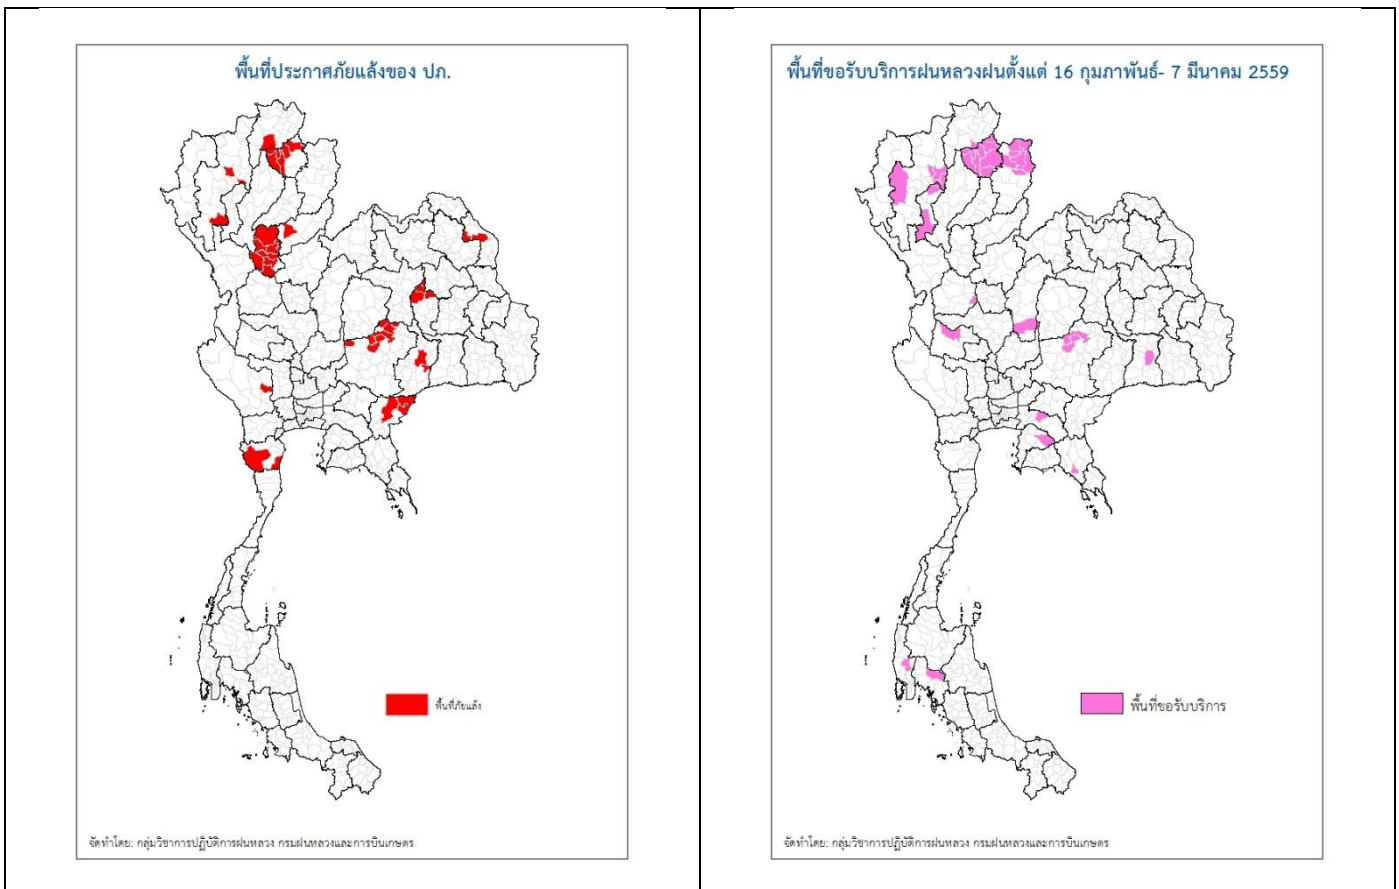 พื้นที่ประกาศภัยแล้งของ ปภ.
พื้นที่ภัยแล้ง
จัดทำโดย: กลุ่มวิชาการปฏิบัติการฝนหลวง กรมฝนหลวงและการบินเกษตร
พื้นที่ขอรับบริการฝนหลวงฝนตั้งแต่ 16 กุมภาพันธ์- 7 มีนาคม 2559
พื้นที่ขอรับบริการ
จัดทำโดย: กลุ่มวิชาการปฏิบัติการฝนหลวง กรมฝนหลวงและการบินเกษตร